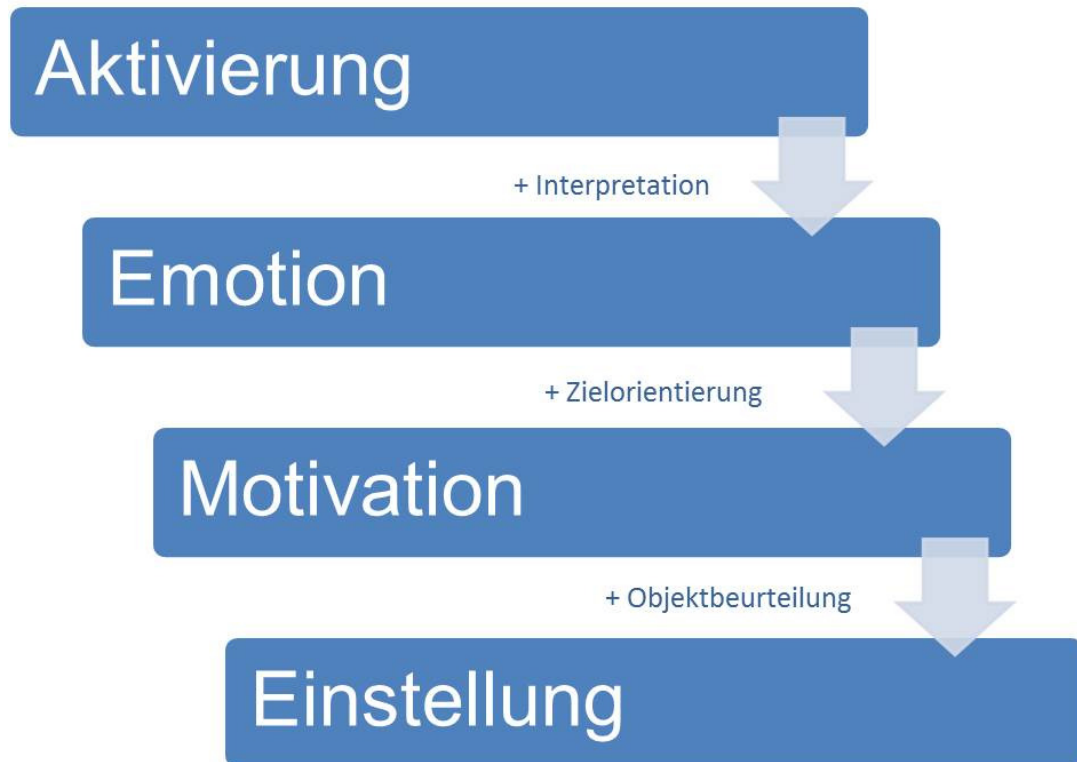 Aktivierung
+ Interpretation
Emotion
+ Zielorientierung
Motivation
+ Objektbeurteilung
Einstellung